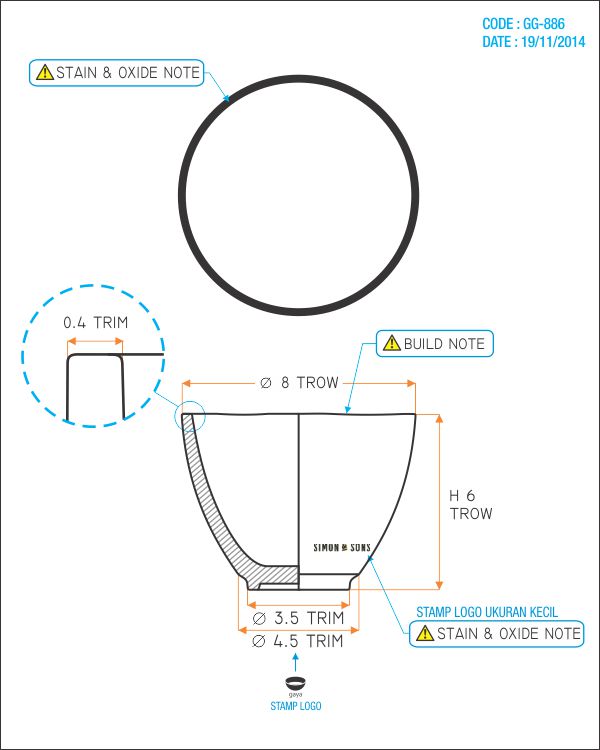 CODE : GG-886
DATE : 19/11/2014
STAIN & OXIDE NOTE
0.4 TRIM
BUILD NOTE
Ø 8 TROW
H 6
TROW
SIMON & SONS
Ø 3.5 TRIM
STAMP LOGO UKURAN KECIL
STAIN & OXIDE NOTE
Ø 4.5 TRIM
gaya
STAMP LOGO